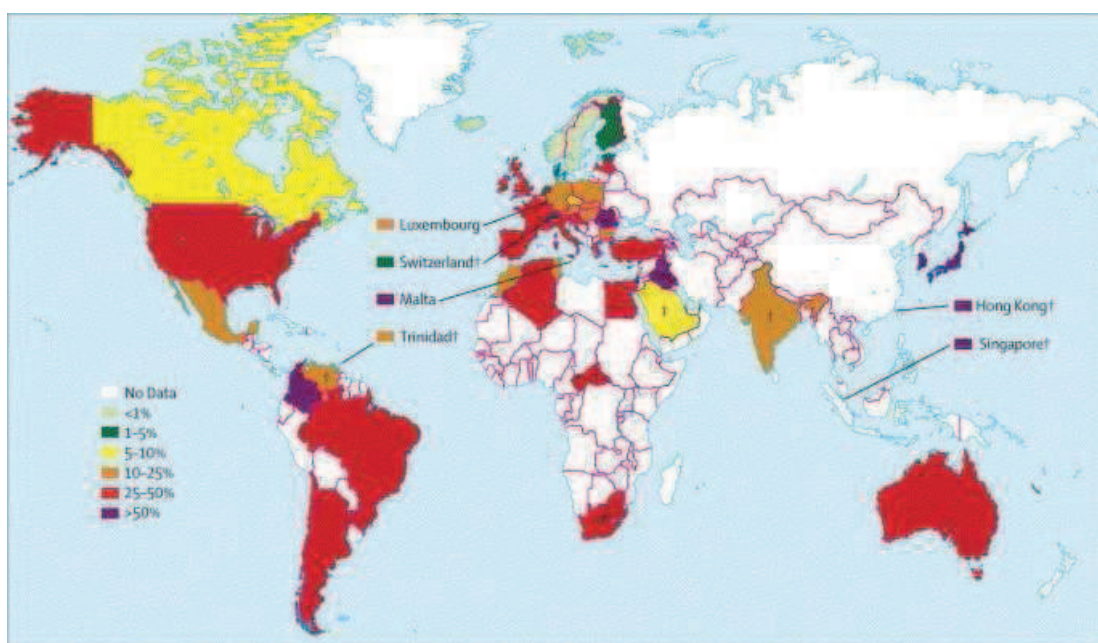 Luxembourg
Switzerland†
Malta
Trinidad†
Hong Kong†
Singapore†
†
†
†
No Data
<1%
1–5%
5–10%
10–25%
25–50%
>50%